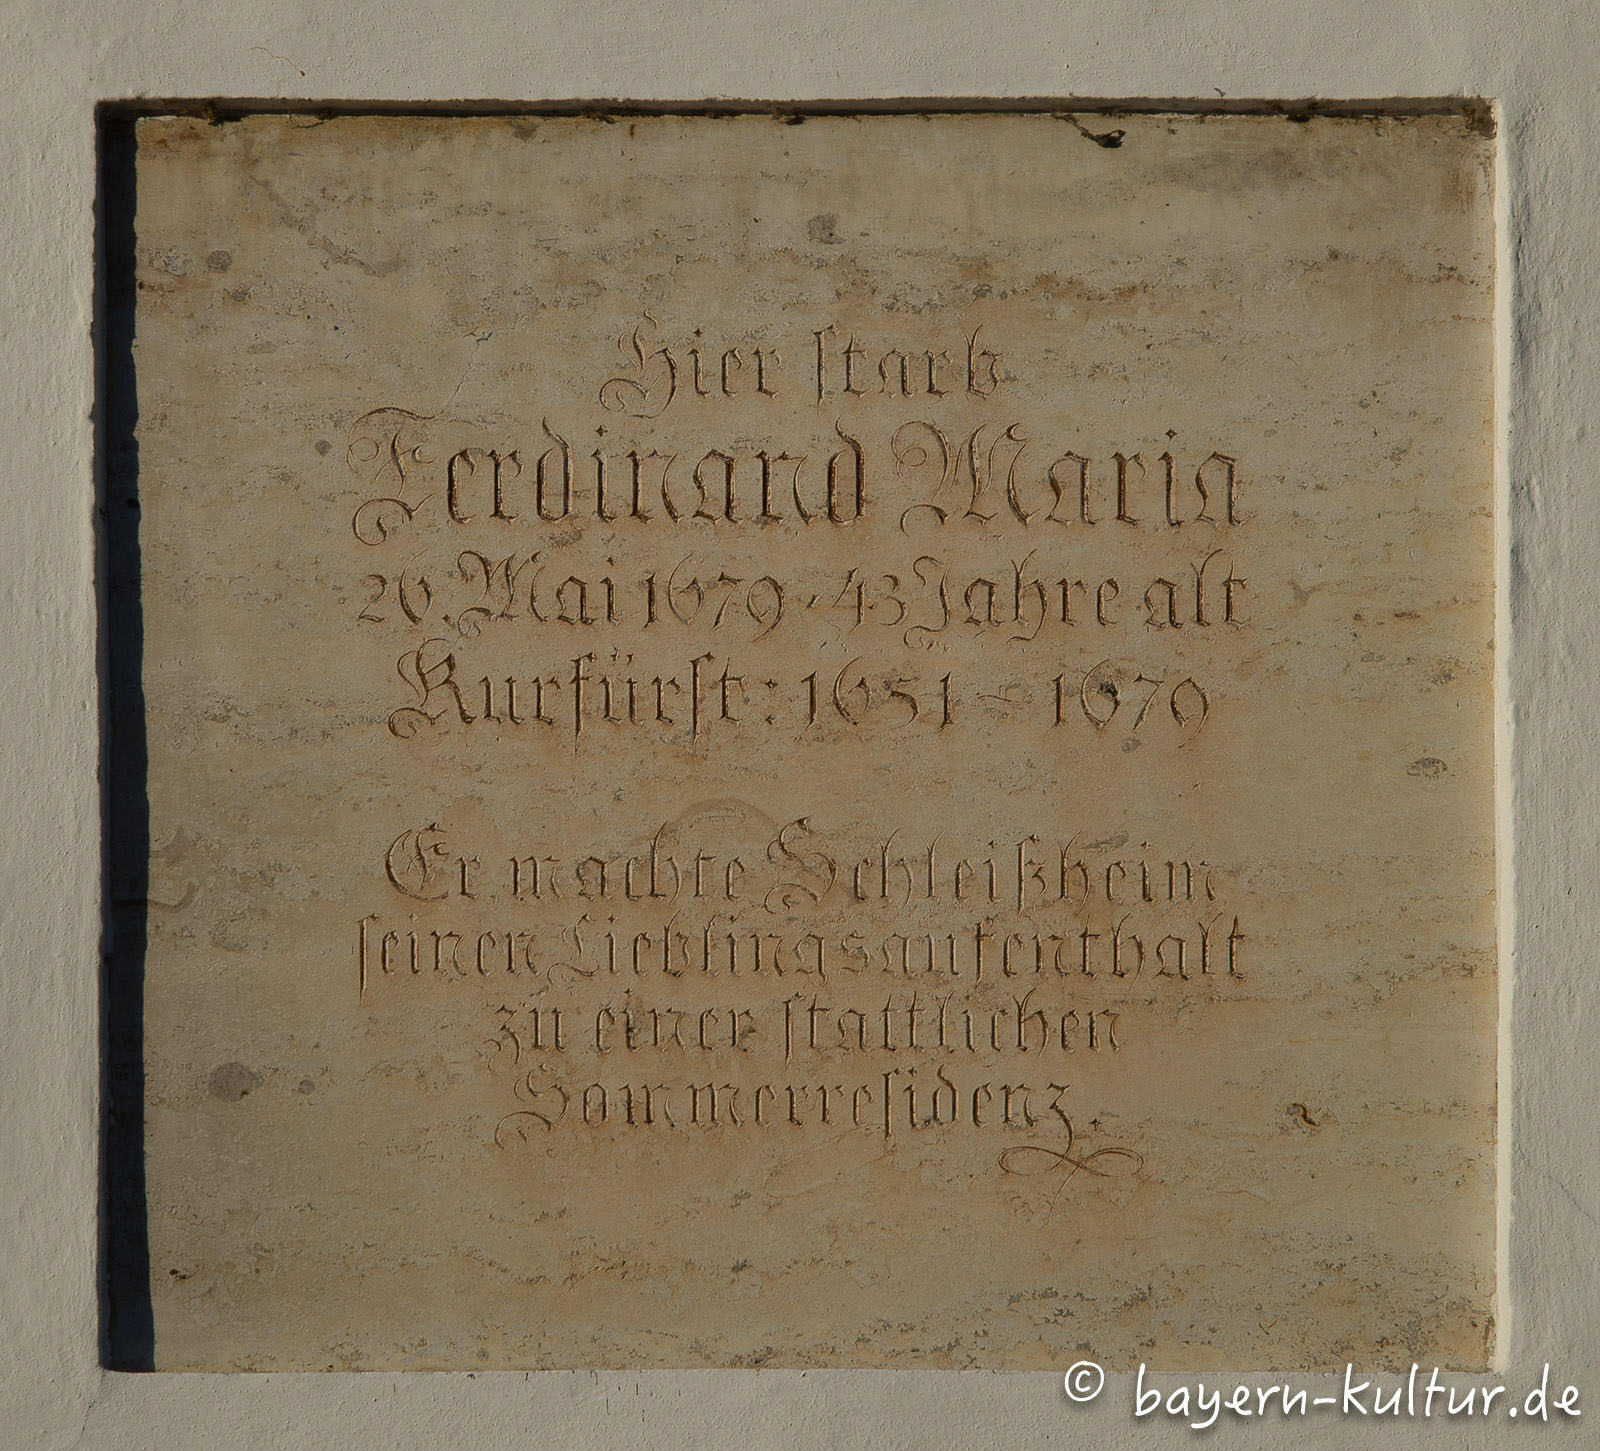 Hier starb
Ferdinand Maria
26. Mai 1679 · 43 Jahre alt
Kurfürst: 1651 – 1679
Er machte Schleißheim
seinen Lieblingsaufenthalt
zu einer stattlichen
Sommerresidenz.
© bayern-kultur.de